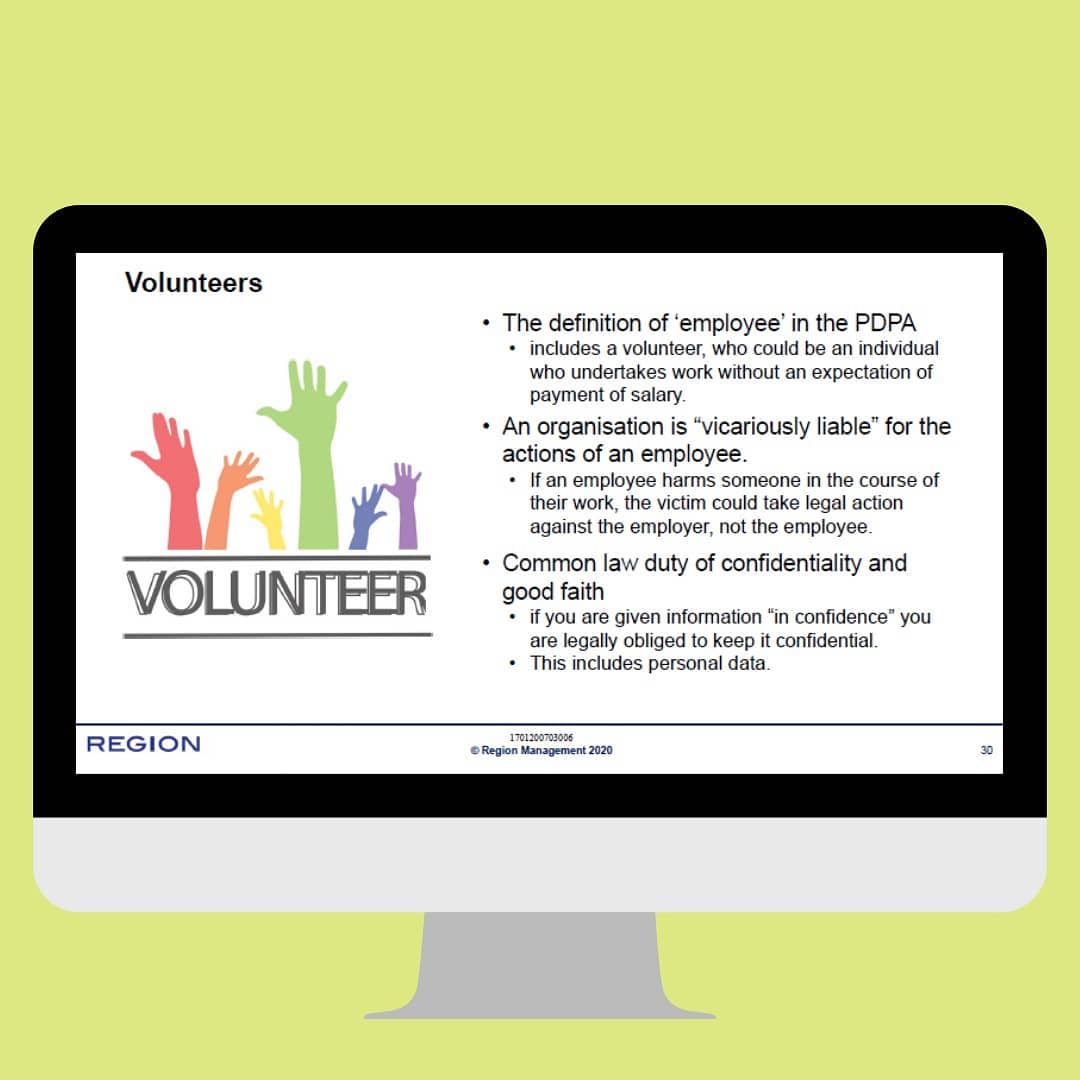 Volunteers
VOLUNTEER
• The definition of ‘employee’ in the PDPA
• includes a volunteer, who could be an individual
who undertakes work without an expectation of
payment of salary.
• An organisation is “vicariously liable” for the
actions of an employee.
• If an employee harms someone in the course of
their work, the victim could take legal action
against the employer, not the employee.
• Common law duty of confidentiality and
good faith
• if you are given information “in confidence” you
are legally obliged to keep it confidential.
• This includes personal data.
REGION
1701200703006
© Region Management 2020
30